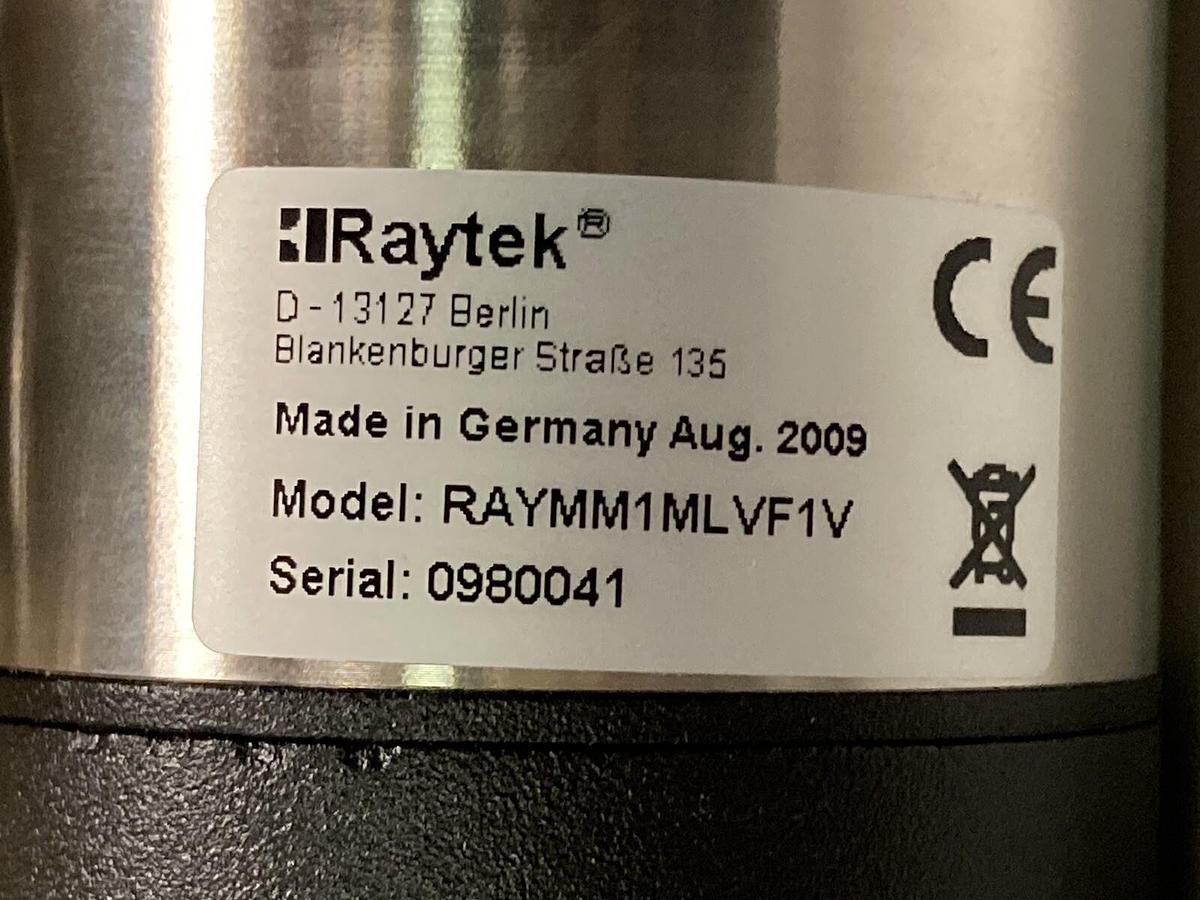 Raytek®
D - 13127 Berlin
Blankenburger Straße 135
Made in Germany Aug. 2009
Model: RAYMM1MLVF1V
Serial: 0980041
CE